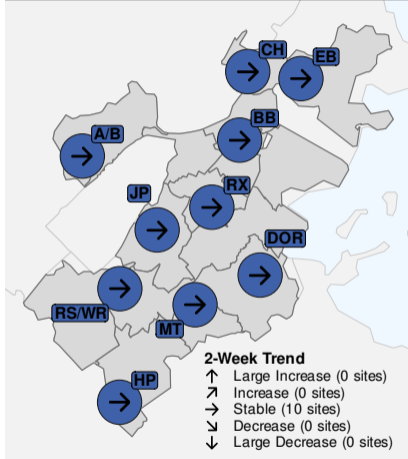 CH
EB
BB
A/B
RX
JP
DOR
RS/WR
MT
HP
2-Week Trend
↑ Large Increase (0 sites)
↗ Increase (0 sites)
→ Stable (10 sites)
↘ Decrease (0 sites)
↓ Large Decrease (0 sites)